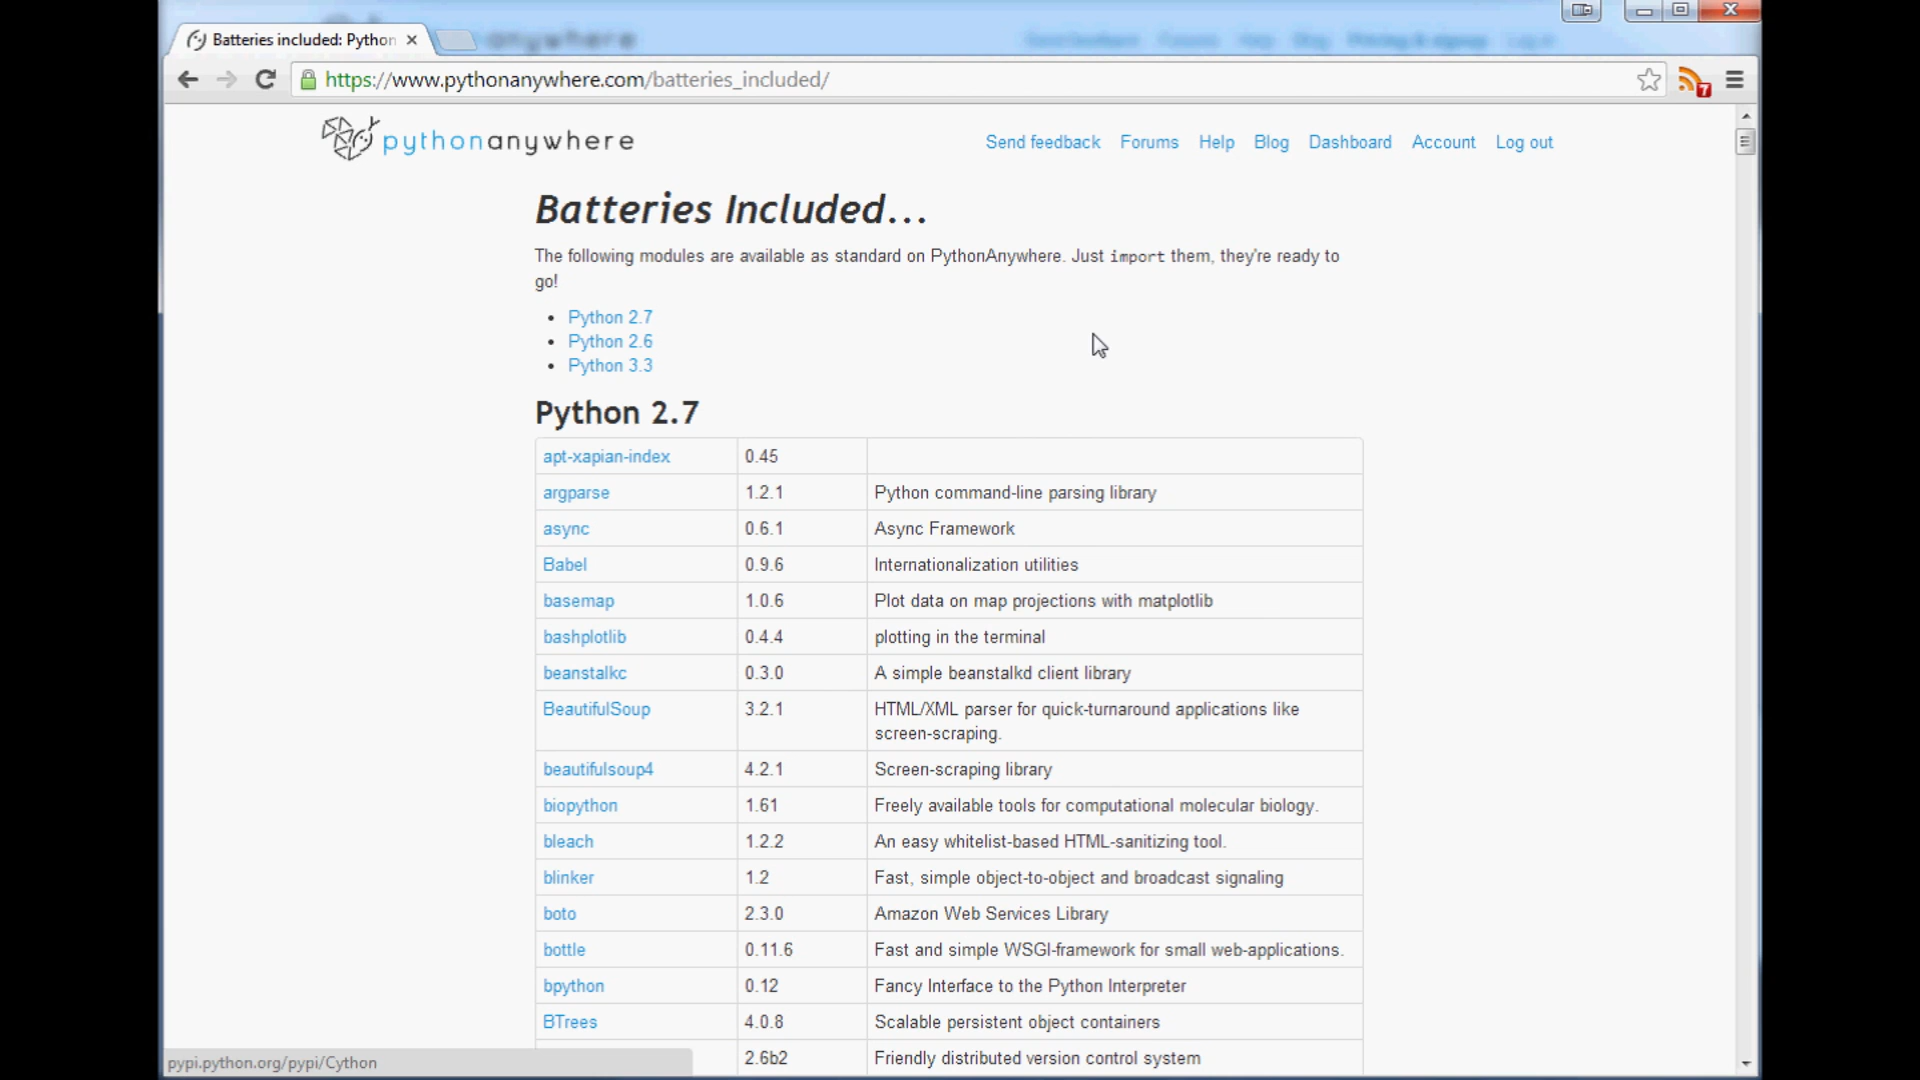 Batteries included: Python
https://www.pythonanywhere.com/batteries_included/
7
pythonanywhere
Send feedback Forums Help Blog Dashboard Account Log out
Batteries Included...
The following modules are available as standard on PythonAnywhere. Just import them, they're ready to
go!
• Python 2.7
• Python 2.6
• Python 3.3
Python 2.7
apt-xapian-index 0.45
argparse 1.2.1 Python command-line parsing library
async 0.6.1 Async Framework
Babel 0.9.6 Internationalization utilities
basemap 1.0.6 Plot data on map projections with matplotlib
bashplotlib 0.4.4 plotting in the terminal
beanstalkc 0.3.0 A simple beanstalkd client library
BeautifulSoup 3.2.1 HTML/XML parser for quick-turnaround applications like
screen-scraping.
beautifulsoup4 4.2.1 Screen-scraping library
biopython 1.61 Freely available tools for computational molecular biology.
bleach 1.2.2 An easy whitelist-based HTML-sanitizing tool.
blinker 1.2 Fast, simple object-to-object and broadcast signaling
boto 2.3.0 Amazon Web Services Library
bottle 0.11.6 Fast and simple WSGI-framework for small web-applications.
bpython 0.12 Fancy Interface to the Python Interpreter
BTrees 4.0.8 Scalable persistent object containers
2.6b2 Friendly distributed version control system
pypi.python.org/pypi/Cython